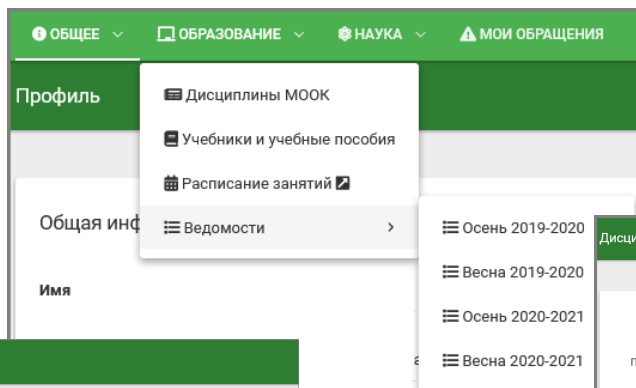 ОБЩЕЕ ОБРАЗОВАНИЕ НАУКА МОИ ОБРАЩЕНИЯ
Профиль
Дисциплины МООК
Учебники и учебные пособия
Расписание занятий
Общая инф
Ведомости
Осень 2019-2020
Дисци
Весна 2019-2020
Имя
Осень 2020-2021
Весна 2020-2021